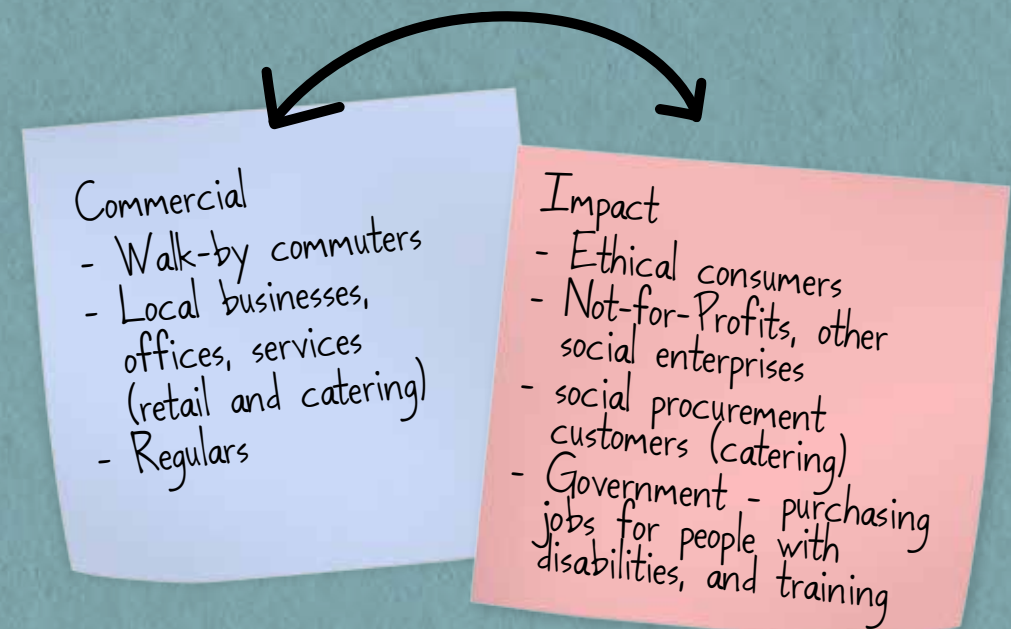 Commercial
- Walk-by commuters
- Local businesses,
offices, services
(retail and catering)
- Regulars
Impact
- Ethical consumers
- Not-for-Profits, other
social enterprises
- social procurement
customers (catering)
- Government - purchasing
jobs for people with
disabilities, and training